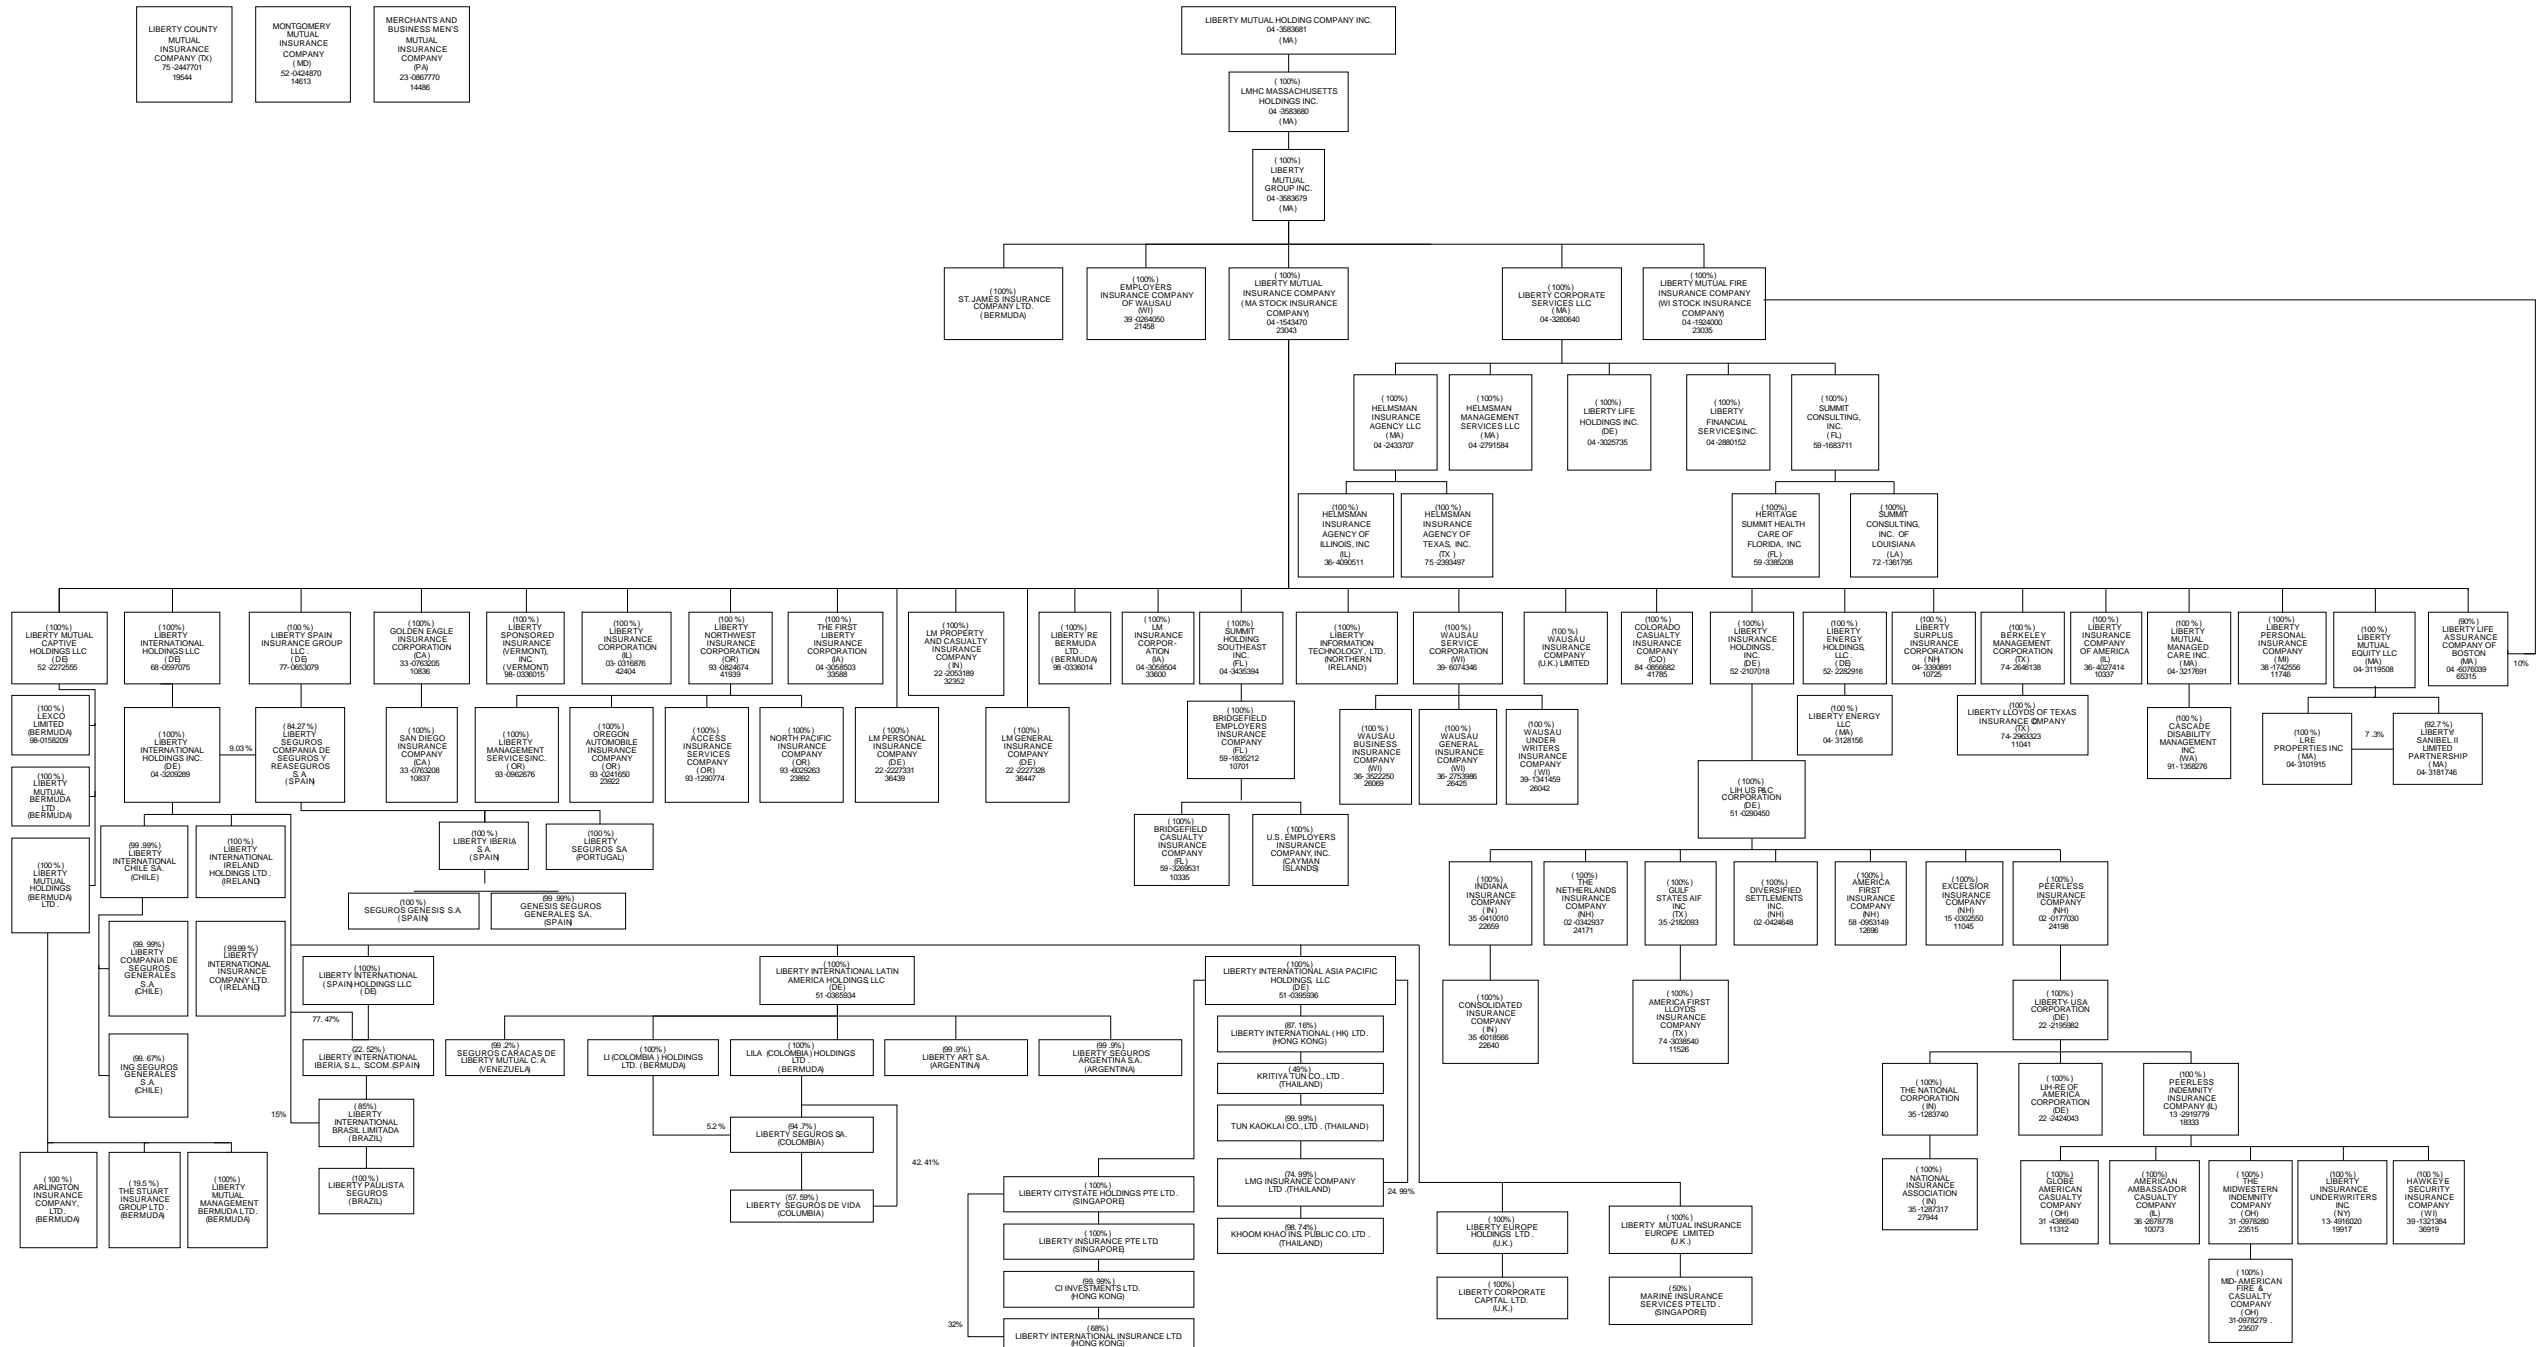 LIBERTY COUNTY
MUTUAL
INSURANCE
COMPANY (TX)
75 -2447701
19544
MONTGOMERY
MUTUAL
INSURANCE
COMPANY
( MD)
52 -0424870
14613
MERCHANTS AND
BUSINESS MEN'S
MUTUAL
INSURANCE
COMPANY
(PA)
23 -0867770
14486
LIBERTY MUTUAL HOLDING COMPANY INC.
04 -3583681
( MA)
( 100%)
LMHC MASSACHUSETTS
HOLDINGS INC.
04 -3583680
( MA)
( 100%)
LIBERTY
MUTUAL
GROUP INC.
04 -3583679
( MA)
(100%)
ST. JAMES INSURANCE
COMPANY LTD.
( BERMUDA)
( 100%)
EMPLOYERS
INSURANCE COMPANY
OF WAUSAU
(WI)
39 -0264050
21458
(100%)
LIBERTY MUTUAL
INSURANCE COMPANY
( MA STOCK INSURANCE
COMPANY)
04 -1543470
23043
(100%)
LIBERTY CORPORATE
SERVICES LLC
( MA)
04 -3260640
( 100%)
LIBERTY MUTUAL FIRE
INSURANCE COMPANY
(WI STOCK INSURANCE
COMPANY)
04 -1924000
23035
(100%)
HELMSMAN
INSURANCE
AGENCY LLC
( MA)
04 -2433707
(100%)
HELMSMAN
MANAGEMENT
SERVICES LLC
( MA)
04 -2791584
(100%)
LIBERTY LIFE
HOLDINGS INC.
(DE)
04 -3025735
(100%)
LIBERTY
FINANCIAL
SERVICES INC.
04 -2880152
(100%)
SUMMIT
CONSULTING,
INC.
( FL)
59 -1683711
(100 %)
HELMSMAN
INSURANCE
AGENCY OF
ILLINOIS, INC
(IL)
36- 4090511
(100 %)
HELMSMAN
INSURANCE
AGENCY OF
TEXAS, INC.
(TX )
75 -2393497
( 100%)
HERITAGE
SUMMIT HEALTH
CARE OF
FLORIDA, INC
(FL)
59 -3385208
(100%)
SUMMIT
CONSULTING,
INC. OF
LOUISIANA
(LA)
72 -1361795
(100%)
LIBERTY MUTUAL
CAPTIVE
HOLDINGS LLC
( DE)
52 -2272555
(100%)
LIBERTY
INTERNATIONAL
HOLDINGS LLC
( DE)
68 -0597075
(100 %)
LIBERTY SPAIN
INSURANCE GROUP
LLC .
( DE)
77- 0653079
(100%)
GOLDEN EAGLE
INSURANCE
CORPORATION
(CA)
33 -0763205
10836
(100 %)
LIBERTY
SPONSORED
INSURANCE
(VERMONT),
INC
(VERMONT)
98- 0336015
(100 %)
LIBERTY
INSURANCE
CORPORATION
(IL)
03- 0316876
42404
(100 %)
LIBERTY
NORTHWEST
INSURANCE
CORPORATION
(OR)
93 -0824674
41939
( 100 %)
THE FIRST
LIBERTY
INSURANCE
CORPORATION
(IA)
04 -3058503
33588
(100%)
LM PROPERTY
AND CASUALTY
INSURANCE
COMPANY
(IN)
22 -2053189
32352
(100 %)
LIBERTY RE
BERMUDA
LTD .
( BERMUDA)
98 -0336014
( 100%)
LM
INSURANCE
CORPOR-
ATION
(IA)
04 -3058504
33600
(100%)
SUMMIT
HOLDING
SOUTHEAST
INC.
(FL)
04 -3435394
(100 %)
LIBERTY
INFORMATION
TECHNOLOGY, LTD.
(NORTHERN
IRELAND)
(100 %)
WAUSAU
SERVICE
CORPORATION
(WI)
39- 6074346
(100 %)
WAUSAU
INSURANCE
COMPANY
(U.K.) LIMITED
(100%)
COLORADO
CASUALTY
INSURANCE
COMPANY
(CO)
84 -0856682
41785
(100%)
LIBERTY
INSURANCE
HOLDINGS,
INC.
(DE)
52 -2107018
(100 %)
LIBERTY
ENERGY
HOLDINGS,
LLC .
( DE)
52- 2282916
(100 %)
LIBERTY
SURPLUS
INSURANCE
CORPORATION
(NH)
04- 3390891
10725
(100 %)
BERKELEY
MANAGEMENT
CORPORATION
(TX)
74- 2646138
(100 %)
LIBERTY
INSURANCE
COMPANY
OF AMERICA
(IL)
36- 4027414
10337
(100 %)
LIBERTY
MUTUAL
MANAGED
CARE, INC.
(MA)
04- 3217691
(100 %)
LIBERTY
PERSONAL
INSURANCE
COMPANY
(MI)
38 -1742556
11746
(100 %)
LIBERTY
MUTUAL
EQUITY LLC
(MA)
04- 3119508
(90%)
LIBERTY LIFE
ASSURANCE
COMPANY OF
BOSTON
(MA)
04 -6076039
65315
10%
(100 %)
LEXCO
LIMITED
(BERMUDA)
98-0158209
(100%)
LIBERTY
INTERNATIONAL
HOLDINGS INC.
(DE)
04 -3209289
9.03 %
( 84.27 %)
LIBERTY
SEGUROS
COMPANIA DE
SEGUROS Y
REASEGUROS
S. A
(SPAIN)
(100%)
SAN DIEGO
INSURANCE
COMPANY
(CA)
33 -0763208
10837
(100 %)
LIBERTY
MANAGEMENT
SERVICES INC.
( OR)
93 -0962676
(100%)
OREGON
AUTOMOBILE
INSURANCE
COMPANY
( OR)
93 -0241650
23922
(100%)
ACCESS
INSURANCE
SERVICES
COMPANY
( OR)
93 -1290774
(100%)
NORTH PACIFIC
INSURANCE
COMPANY
( OR)
93 -6029263
23892
(100%)
LM PERSONAL
INSURANCE
COMPANY
(DE)
22 -2227331
36439
(100%)
LM GENERAL
INSURANCE
COMPANY
(DE)
22 -2227328
36447
(100%)
BRIDGEFIELD
EMPLOYERS
INSURANCE
COMPANY
(FL)
59 -1835212
10701
(100 %)
WAUSAU
BUSINESS
INSURANCE
COMPANY
(WI)
36- 3522250
26069
(100 %)
WAUSAU
GENERAL
INSURANCE
COMPANY
(WI)
36- 2753986
26425
(100 %)
WAUSAU
UNDER-
WRITERS
INSURANCE
COMPANY
( WI)
39-1341459
26042
(100 %)
LIBERTY ENERGY
LLC
( MA)
04- 3128156
(100 %)
LIBERTY LLOYDS OF TEXAS
INSURANCE COMPANY
(TX)
74- 2963323
11041
(100 %)
CASCADE
DISABILITY
MANAGEMENT
INC
(WA)
91- 1358276
(100 %)
LRE
PROPERTIES INC
( MA)
04- 3101915
7 .3%
(92.7 %)
LIBERTY/
SANIBEL II
LIMITED
PARTNERSHIP
( MA)
04- 3181746
(100 %)
LIBERTY
MUTUAL
BERMUDA
LTD .
(BERMUDA)
(100%)
LIH US P&C
CORPORATION
(DE)
51 -0290450
(100 %)
LIBERTY
MUTUAL
HOLDINGS
(BERMUDA)
LTD .
(99 .99%)
LIBERTY
INTERNATIONAL
CHILE SA.
(CHILE)
(100 %)
LIBERTY
INTERNATIONAL
IRELAND
HOLDINGS LTD .
(IRELAND)
(100 %)
LIBERTY IBERIA
S.A
( SPAIN)
(100 %)
LIBERTY
SEGUROS SA
(PORTUGAL)
( 100%)
BRIDGEFIELD
CASUALTY
INSURANCE
COMPANY
(FL)
59 -3269531
10335
(100%)
U.S. EMPLOYERS
INSURANCE
COMPANY, INC.
(CAYMAN
ISLANDS)
(100 %)
SEGUROS GENESIS S.A
( SPAIN)
(99 .99%)
GENESIS SEGUROS
GENERALES SA.
(SPAIN)
(100%)
INDIANA
INSURANCE
COMPANY
( IN)
35 -0410010
22659
(100%)
THE
NETHERLANDS
INSURANCE
COMPANY
(NH)
02 -0342937
24171
(100%)
GULF
STATES AIF
INC
(TX)
35 -2182093
(100%)
DIVERSIFIED
SETTLEMENTS
INC.
(NH)
02 -0424648
(100%)
AMERICA
FIRST
INSURANCE
COMPANY
(NH)
58 -0953149
12696
(100%)
EXCELSIOR
INSURANCE
COMPANY
(NH)
15 -0302550
11045
(100%)
PEERLESS
INSURANCE
COMPANY
(NH)
02 -0177030
24198
(99. 99%)
LIBERTY
COMPANIA DE
SEGUROS
GENERALES
S.A
(CHILE)
( 99.99 %)
LIBERTY
INTERNATIONAL
INSURANCE
COMPANY LTD.
( IRELAND)
(100%)
LIBERTY INTERNATIONAL
( SPAIN) HOLDINGS LLC
( DE)
77. 47%
(100%)
LIBERTY INTERNATIONAL LATIN
AMERICA HOLDINGS, LLC
(DE)
51 -0365934
(100%)
LIBERTY INTERNATIONAL ASIA PACIFIC
HOLDINGS, LLC
(DE)
51 -0395936
(100%)
CONSOLIDATED
INSURANCE
COMPANY
( IN)
35 -6018566
22640
(100%)
AMERICA FIRST
LLOYDS
INSURANCE
COMPANY
(TX)
74 -3038540
11526
(100%)
LIBERTY- USA
CORPORATION
(DE)
22 -2195982
(99. 67%)
ING SEGUROS
GENERALES
S.A
(CHILE)
(22. 52%)
LIBERTY INTERNATIONAL
IBERIA, S.L., SCOM.(SPAIN)
(99 .2%)
SEGUROS CARACAS DE
LIBERTY MUTUAL C. A
(VENEZUELA)
(100%)
LI (COLOMBIA ) HOLDINGS
LTD. ( BERMUDA)
(100%)
LILA (COLOMBIA) HOLDINGS
LTD .
( BERMUDA)
(99 .9%)
LIBERTY ART SA.
(ARGENTINA)
(99 .9%)
LIBERTY SEGUROS
ARGENTINA S.A.
(ARGENTINA)
(87. 16%)
LIBERTY INTERNATIONAL ( HK) LTD.
(HONG KONG)
( 49%)
KRITIYA TUN CO., LTD .
(THAILAND)
(99. 99%)
TUN KAOKLAI CO., LTD . (THAILAND)
(74. 99%)
LMG INSURANCE COMPANY
LTD .(THAILAND)
24. 99%
(98. 74%)
KHOOM KHAO INS. PUBLIC CO. LTD .
(THAILAND)
15%
(85%)
LIBERTY
INTERNATIONAL
BRASIL LIMITADA
( BRAZIL)
(100 %)
LIBERTY PAULISTA
SEGUROS
(BRAZIL)
5.2 %
(94. 7%)
LIBERTY SEGUROS SA.
(COLOMBIA)
42. 41%
(57. 59%)
LIBERTY SEGUROS DE VIDA
(COLUMBIA)
(100%)
THE NATIONAL
CORPORATION
( IN)
35 -1283740
(100%)
LIH-RE OF
AMERICA
CORPORATION
(DE)
22 -2424043
(100 %)
PEERLESS
INDEMNITY
INSURANCE
COMPANY (IL)
13 -2919779
18333
( 100 %)
ARLINGTON
INSURANCE
COMPANY,
LTD.
(BERMUDA)
( 19.5 %)
THE STUART
INSURANCE
GROUP LTD .
( BERMUDA)
(100%)
LIBERTY
MUTUAL
MANAGEMENT
BERMUDA LTD.
(BERMUDA)
(100%)
LIBERTY CITYSTATE HOLDINGS PTE LTD.
(SINGAPORE)
(100%)
LIBERTY INSURANCE PTE LTD
(SINGAPORE)
(99. 99%)
CI INVESTMENTS LTD.
(HONG KONG)
32%
(68%)
LIBERTY INTERNATIONAL INSURANCE LTD
(HONG KONG)
(100%)
LIBERTY EUROPE
HOLDINGS LTD .
(U.K.)
(100%)
LIBERTY MUTUAL INSURANCE
EUROPE LIMITED
(U.K.)
( 100%)
LIBERTY CORPORATE
CAPITAL LTD.
(U.K.)
(50%)
MARINE INSURANCE
SERVICES PTE LTD .
(SINGAPORE)
(100%)
NATIONAL
INSURANCE
ASSOCIATION
( IN)
35 -1287317
27944
(100%)
GLOBE
AMERICAN
CASUALTY
COMPANY
( OH)
31 -4386540
11312
(100%)
AMERICAN
AMBASSADOR
CASUALTY
COMPANY
(IL)
36 -2678778
10073
(100%)
THE
MIDWESTERN
INDEMNITY
COMPANY
( OH)
31 -0978280
23515
(100 %)
LIBERTY
INSURANCE
UNDERWRITERS
INC.
(NY)
13- 4916020
19917
(100 %)
HAWKEYE
SECURITY
INSURANCE
COMPANY
(WI)
39 -1321384
36919
( 100%)
MID- AMERICAN
FIRE &
CASUALTY
COMPANY
( OH)
31-0978279 .
23507